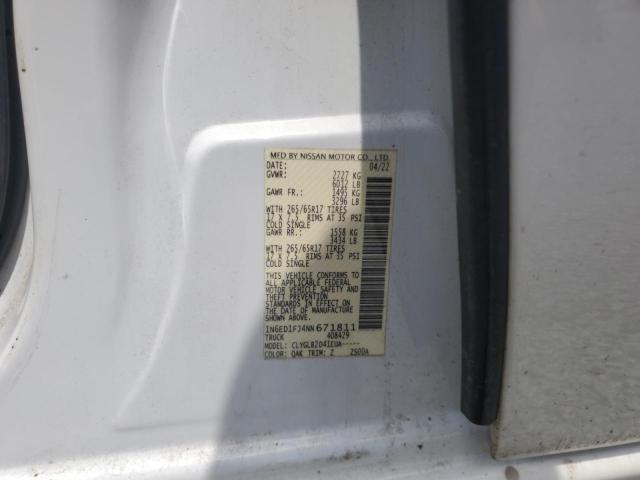 MFD BY NISSAN MOTOR CO., LTD.
DATE: 04/22
GVWR: 2727 KG
6012 LB
GAWR FR: 1495 KG
3296 LB
WITH 265/65R17 TIRES
17 X 7.5 RIMS AT 35 PSI
COLD SINGLE
GAWR RR: 1558 KG
3434 LB
WITH 265/65R17 TIRES
17 X 7.5 RIMS AT 35 PSI
COLD SINGLE
THIS VEHICLE CONFORMS TO
ALL APPLICABLE FEDERAL
MOTOR VEHICLE SAFETY AND
THEFT PREVENTION
STANDARDS IN EFFECT ON
THE DATE OF MANUFACTURE
SHOWN ABOVE
1N6ED1FJ4NN671811
TRUCK 408429
MODEL: CLYGLBZ041EUA-----
COLOR: QAK TRIM: Z ZS00A